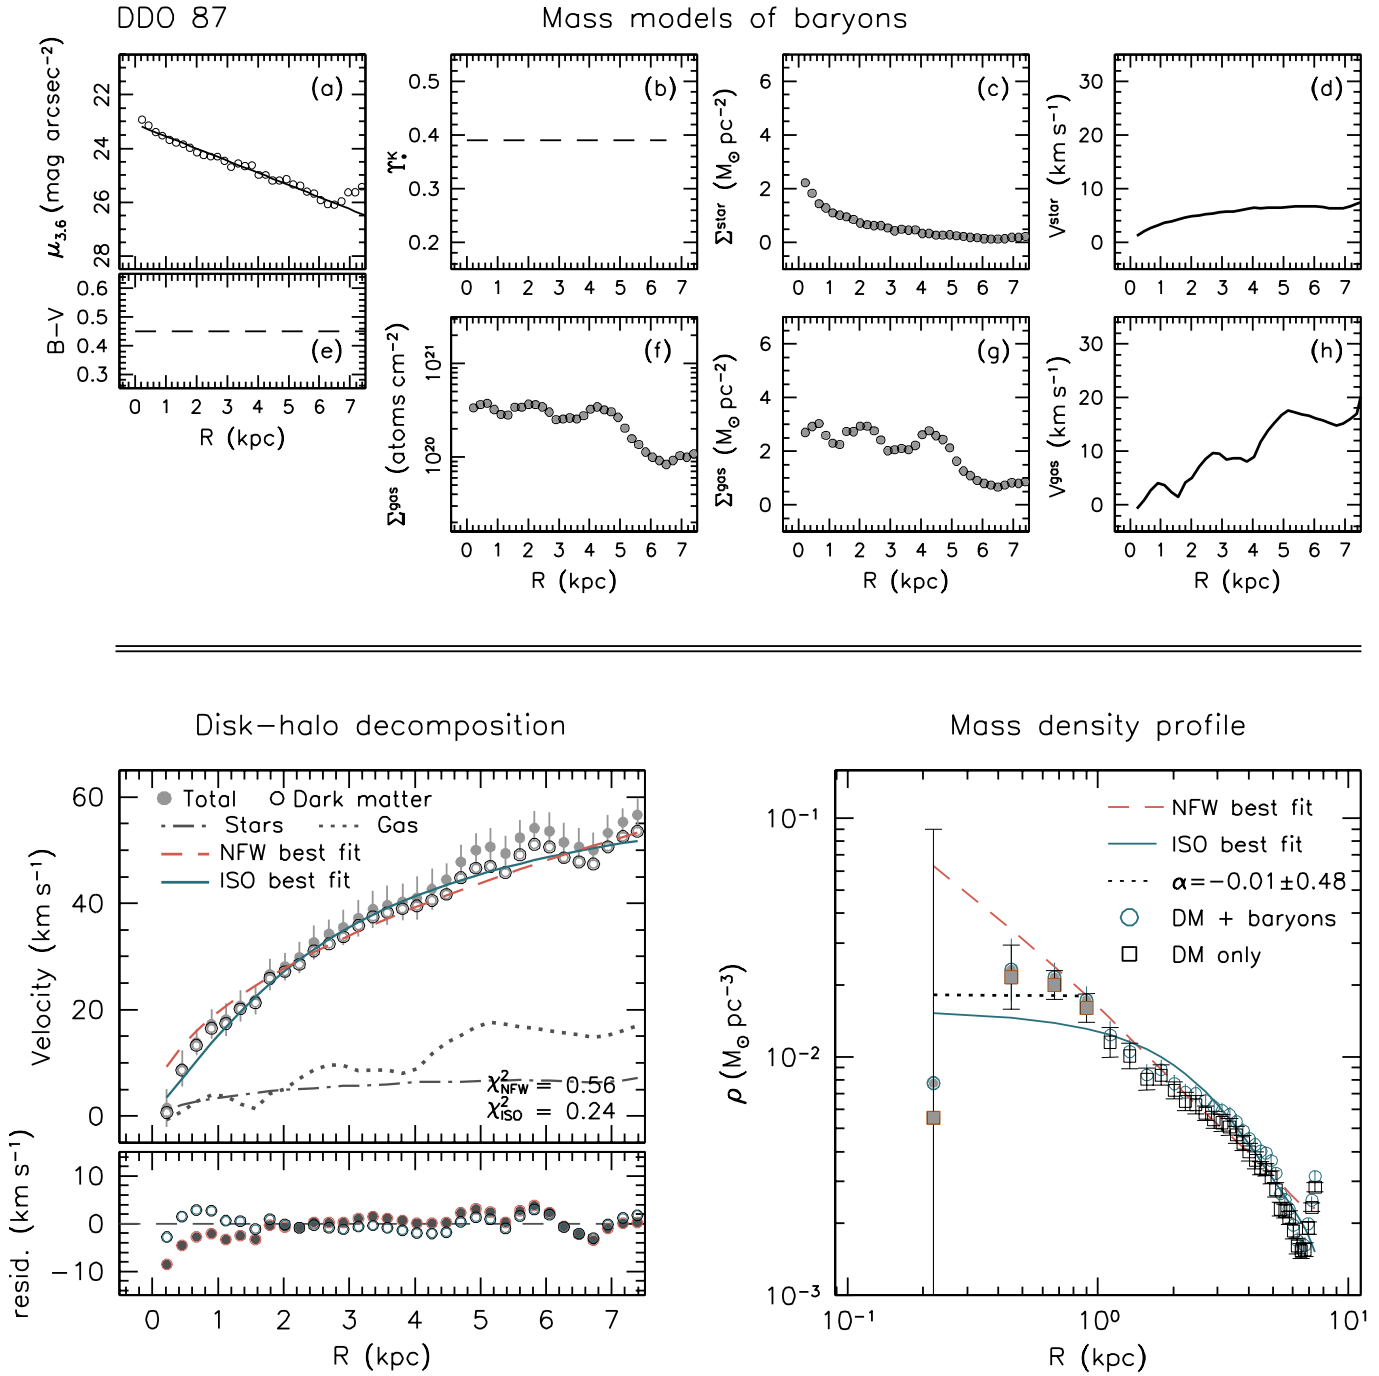 DDO 87
Mass models of baryons
μ3.6 (mag arcsec−2)
22
24
26
28
(a)
B−V
0.6
0.5
0.4
0.3
(e)
0 1 2 3 4 5 6 7
R (kpc)
ϒ⋆K
0.5
0.4
0.3
0.2
(b)
0 1 2 3 4 5 6 7
Σstar (M⊙ pc−2)
6
4
2
0
(c)
0 1 2 3 4 5 6 7
Vstar (km s−1)
30
20
10
0
(d)
0 1 2 3 4 5 6 7
Σgas (atoms cm−2)
10²¹
10²⁰
(f)
0 1 2 3 4 5 6 7
R (kpc)
Σgas (M⊙ pc−2)
6
4
2
0
(g)
0 1 2 3 4 5 6 7
R (kpc)
Vgas (km s−1)
30
20
10
0
(h)
0 1 2 3 4 5 6 7
R (kpc)
Disk−halo decomposition
Velocity (km s−1)
60
40
20
0
Total
Dark matter
Stars
Gas
NFW best fit
ISO best fit
χ²NFW = 0.56
χ²ISO = 0.24
resid. (km s−1)
10
0
−10
0 1 2 3 4 5 6 7
R (kpc)
Mass density profile
ρ (M⊙ pc−3)
10−1
10−2
10−3
NFW best fit
ISO best fit
α=−0.01±0.48
DM + baryons
DM only
10−1 10⁰ 10¹
R (kpc)